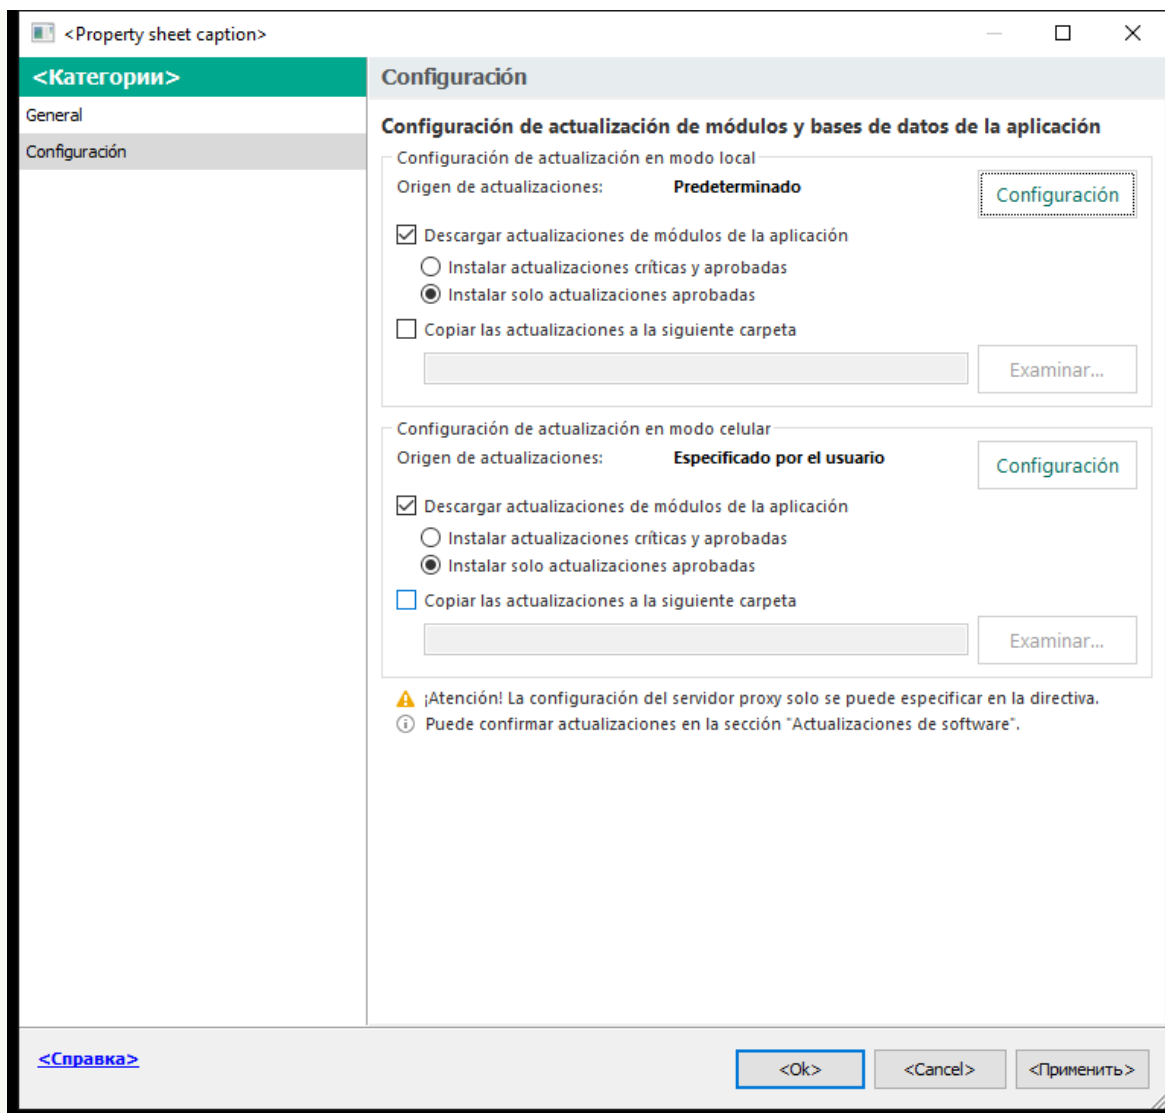 <Property sheet caption>
<Категории>
General
Configuración
Configuración
Configuración de actualización de módulos y bases de datos de la aplicación
Configuración de actualización en modo local
Origen de actualizaciones: Predeterminado
Configuración
Descargar actualizaciones de módulos de la aplicación
Instalar actualizaciones críticas y aprobadas
Instalar solo actualizaciones aprobadas
Copiar las actualizaciones a la siguiente carpeta
Examinar...
Configuración de actualización en modo celular
Origen de actualizaciones: Especificado por el usuario
Configuración
Descargar actualizaciones de módulos de la aplicación
Instalar actualizaciones críticas y aprobadas
Instalar solo actualizaciones aprobadas
Copiar las actualizaciones a la siguiente carpeta
Examinar...
¡Atención! La configuración del servidor proxy solo se puede especificar en la directiva.
Puede confirmar actualizaciones en la sección "Actualizaciones de software".
<Справка>
<Ok>
<Cancel>
<Применить>